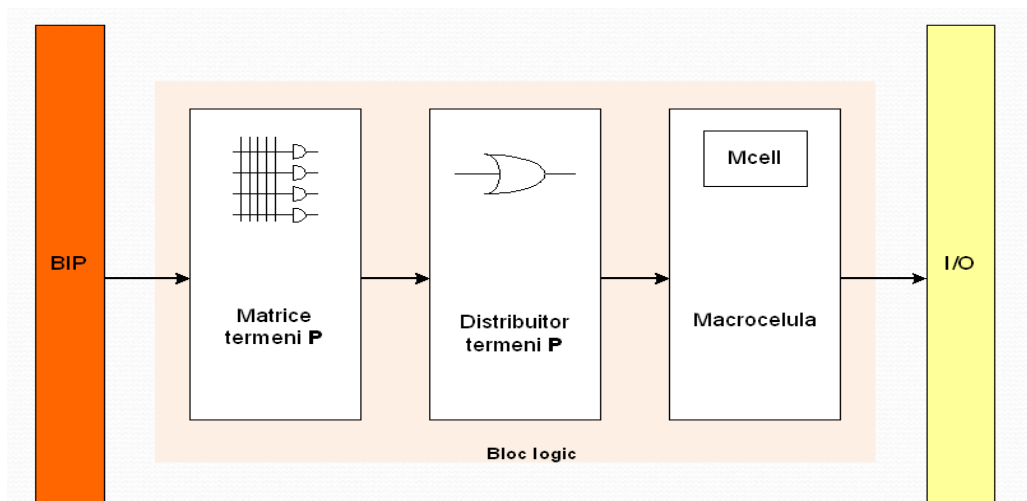 BIP
Matrice
termeni P
Distribuitor
termeni P
Mcell
Macrocelula
I/O
Bloc logic